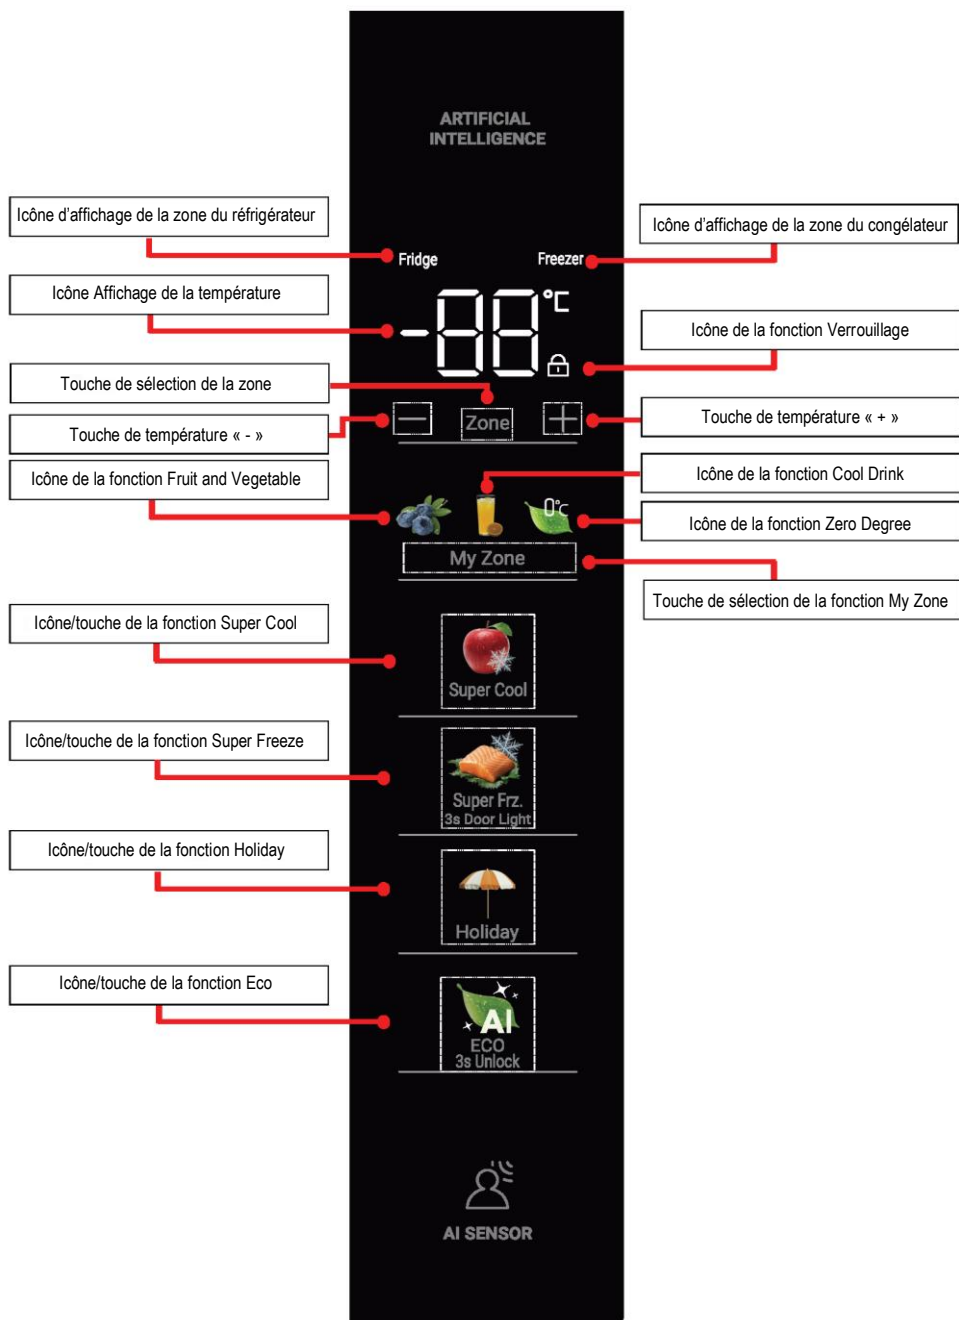 ARTIFICIAL
INTELLIGENCE
Icône d'affichage de la zone du réfrigérateur
Icône d'affichage de la zone du congélateur
Fridge
Freezer
Icône Affichage de la température
-88 °C
Icône de la fonction Verrouillage
Touche de sélection de la zone
Zone
Touche de température « - »
Touche de température « + »
Icône de la fonction Fruit and Vegetable
Icône de la fonction Cool Drink
0°c
Icône de la fonction Zero Degree
My Zone
Touche de sélection de la fonction My Zone
Icône/touche de la fonction Super Cool
Super Cool
Icône/touche de la fonction Super Freeze
Super Frz.
3s Door Light
Icône/touche de la fonction Holiday
Holiday
Icône/touche de la fonction Eco
AI
ECO
3s Unlock
AI SENSOR